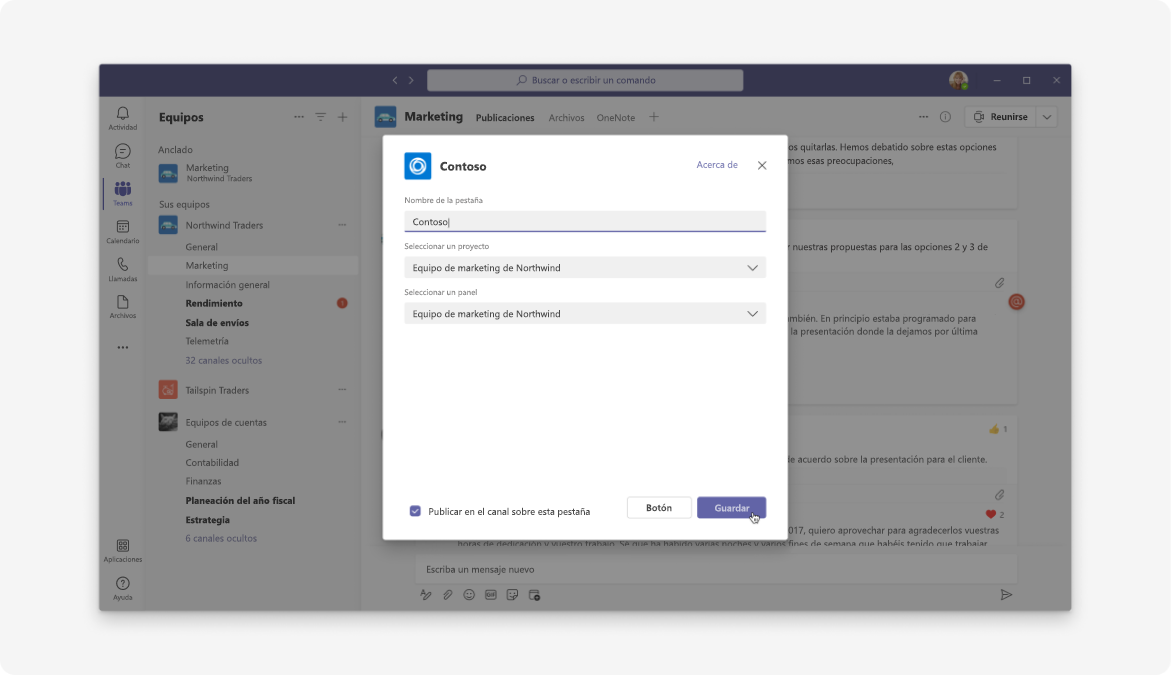 Buscar o escribir un comando
Actividad
Chat
Teams
Calendario
Llamadas
Archivos
Aplicaciones
Ayuda
Equipos
Anclado
Marketing
Northwind Traders
Sus equipos
Northwind Traders
General
Marketing
Información general
Rendimiento
1
Sala de envíos
Telemetría
32 canales ocultos
Tailspin Traders
Equipos de cuentas
General
Contabilidad
Finanzas
Planeación del año fiscal
Estrategia
6 canales ocultos
Marketing Publicaciones Archivos OneNote
Reunirse
Contoso
Acerca de
Nombre de la pestaña
Contoso
Seleccionar un proyecto
Equipo de marketing de Northwind
Seleccionar un panel
Equipo de marketing de Northwind
Publicar en el canal sobre esta pestaña
Botón
Guardar
os quitarlas. Hemos debatido sobre estas opciones
mos esas preocupaciones,
r nuestras propuestas para las opciones 2 y 3 de
@
mbién. En principio estaba programado para
la presentación donde la dejamos por última
1
de acuerdo sobre la presentación para el cliente.
2
017, quiero aprovechar para agradecerlos vuestras
horas de dedicación y vuestro trabajo. Se que ha habido varias noches y varios fines de semana que habéis tenido que trabajar
Escriba un mensaje nuevo
GIF